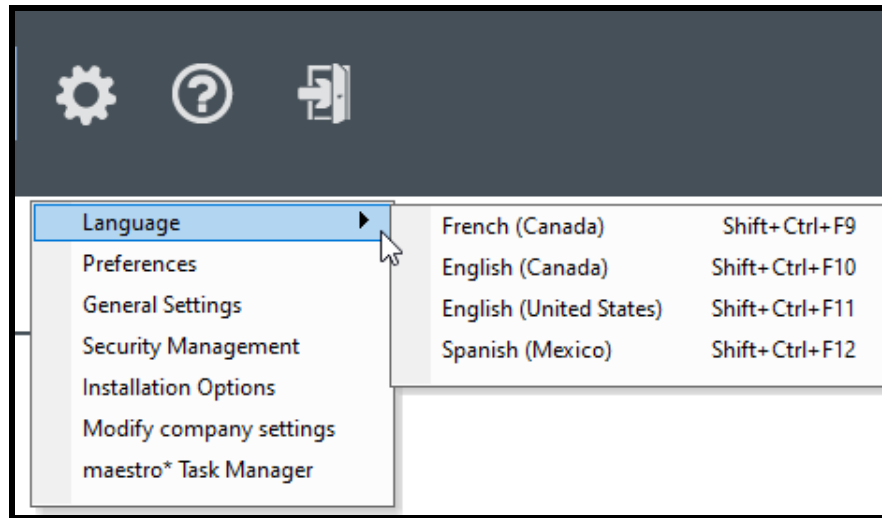 Language
Preferences
General Settings
Security Management
Installation Options
Modify company settings
maestro* Task Manager
French (Canada) Shift+Ctrl+F9
English (Canada) Shift+Ctrl+F10
English (United States) Shift+Ctrl+F11
Spanish (Mexico) Shift+Ctrl+F12